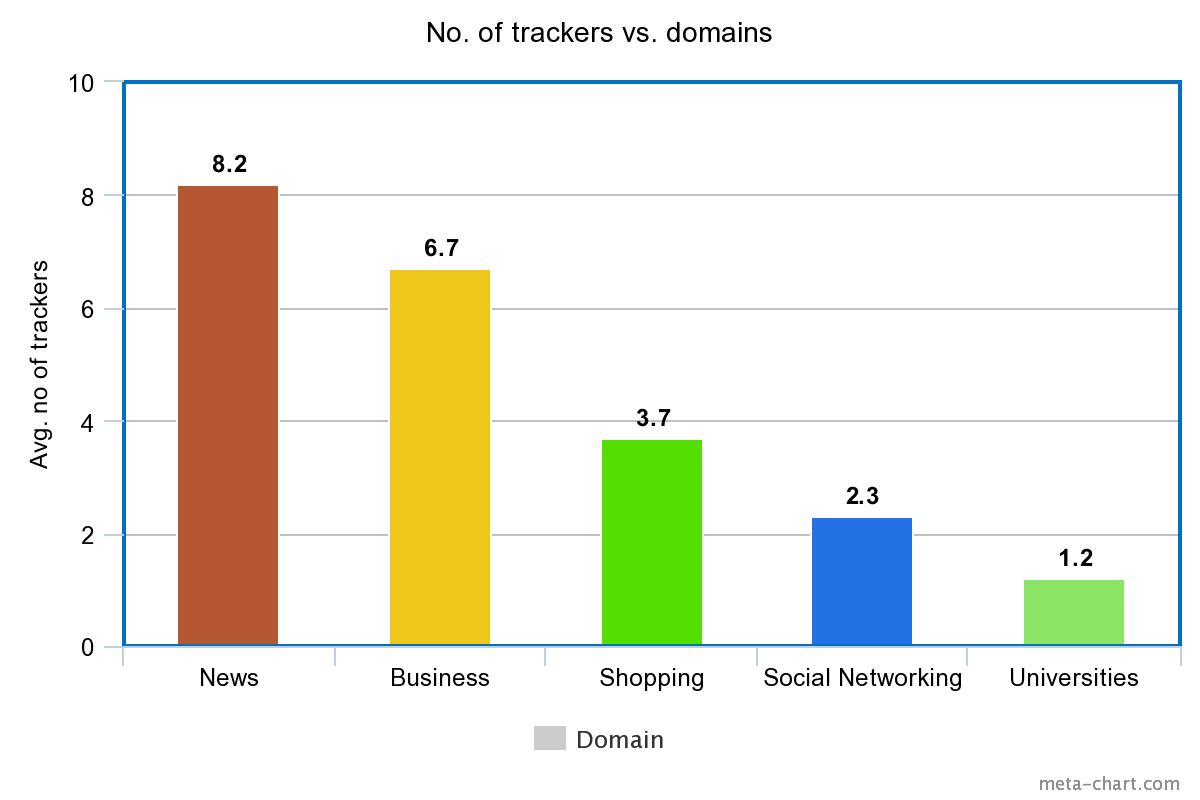 No. of trackers vs. domains
Avg. no of trackers
10
8
6
4
2
0
8.2
6.7
3.7
2.3
1.2
News
Business
Shopping
Social Networking
Universities
Domain
meta-chart.com